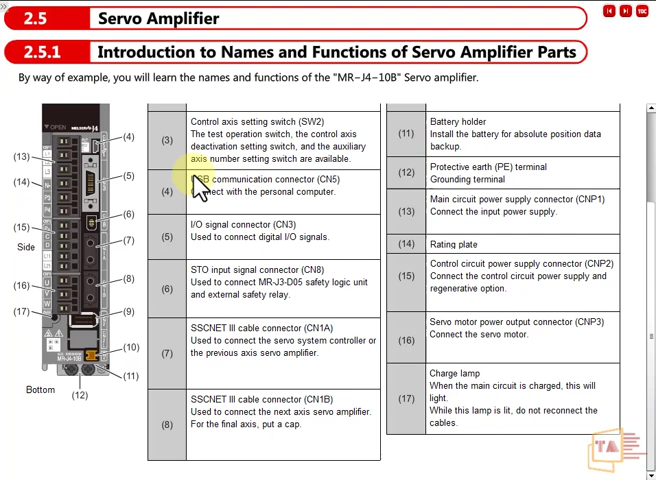 2.5 Servo Amplifier
TOC
2.5.1 Introduction to Names and Functions of Servo Amplifier Parts
By way of example, you will learn the names and functions of the "MR-J4-10B" Servo amplifier.
OPEN
(4)
(13)
(14)
(5)
(6)
(15)
(7)
Side
(8)
(16)
(17)
(9)
(10)
MR-J4-10B
(11)
Bottom
(12)
(3)
Control axis setting switch (SW2)
The test operation switch, the control axis
deactivation setting switch, and the auxiliary
axis number setting switch are available.
(4)
communication connector (CN5)
with the personal computer.
(5)
I/O signal connector (CN3)
Used to connect digital I/O signals.
(6)
STO input signal connector (CN8)
Used to connect MR-J3-D05 safety logic unit
and external safety relay.
(7)
SSCNET III cable connector (CN1A)
Used to connect the servo system controller or
the previous axis servo amplifier.
(8)
SSCNET III cable connector (CN1B)
Used to connect the next axis servo amplifier.
For the final axis, put a cap.
(11)
Battery holder
Install the battery for absolute position data
backup.
(12)
Protective earth (PE) terminal
Grounding terminal
(13)
Main circuit power supply connector (CNP1)
Connect the input power supply.
(14)
Rating plate
(15)
Control circuit power supply connector (CNP2)
Connect the control circuit power supply and
regenerative option.
(16)
Servo motor power output connector (CNP3)
Connect the servo motor.
(17)
Charge lamp
When the main circuit is charged, this will
light.
While this lamp is lit, do not reconnect the
cables.
TA